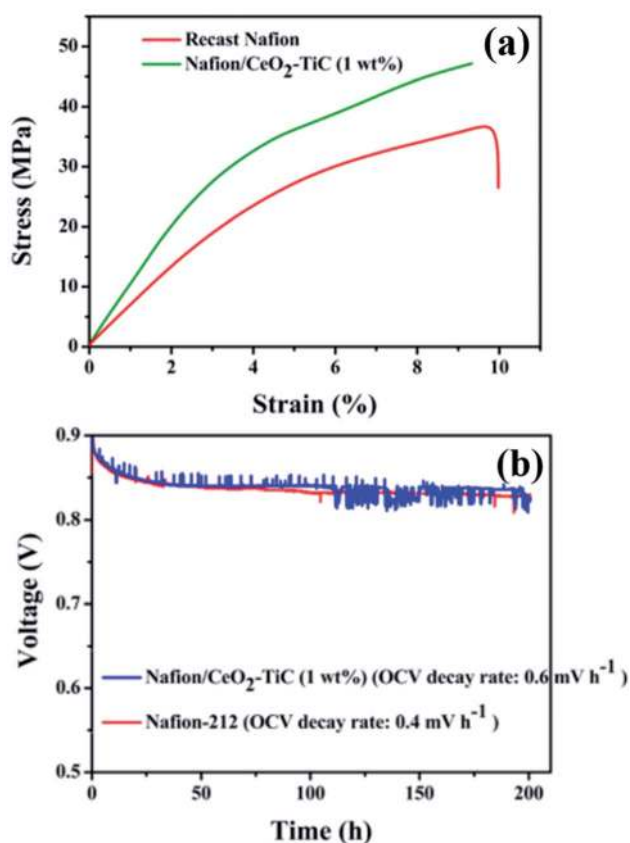 (a)
Recast Nafion
Nafion/CeO₂-TiC (1 wt%)
50
40
30
20
10
0
Stress (MPa)
0 2 4 6 8 10
Strain (%)
(b)
0.9
0.8
0.7
0.6
0.5
Voltage (V)
Nafion/CeO₂-TiC (1 wt%) (OCV decay rate: 0.6 mV h⁻¹)
Nafion-212 (OCV decay rate: 0.4 mV h⁻¹)
0 50 100 150 200
Time (h)